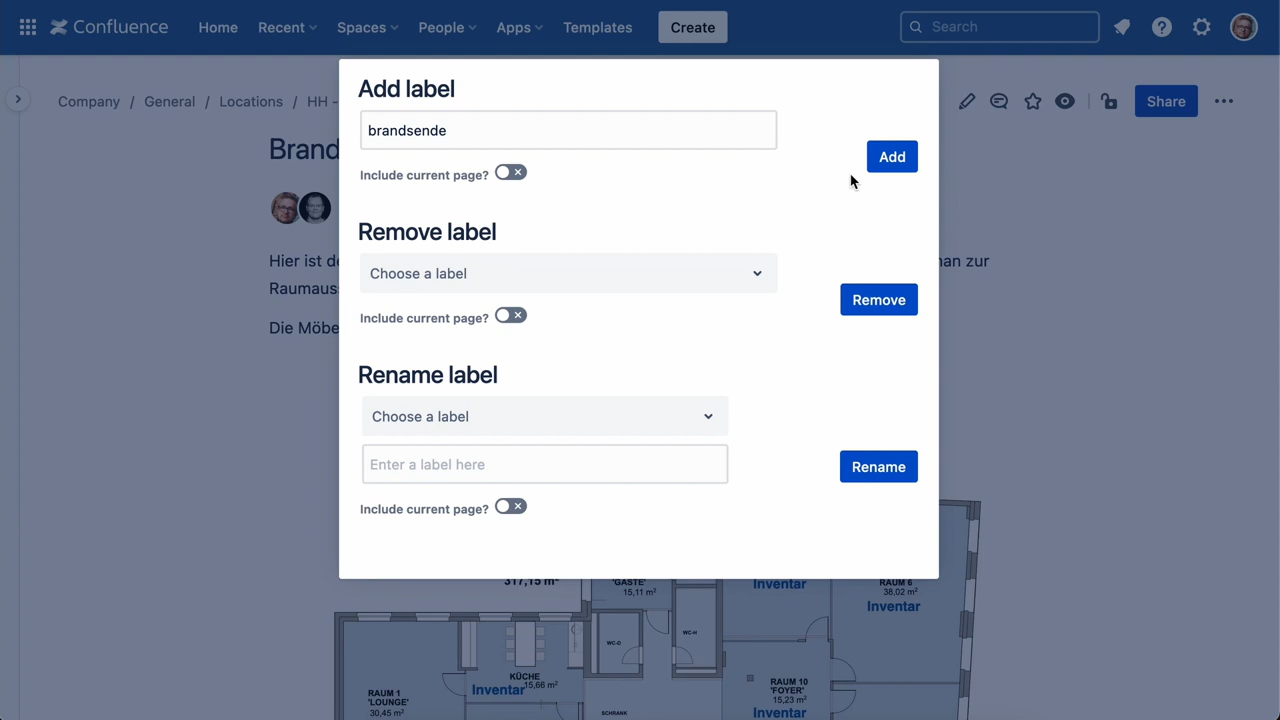 Confluence Home Recent Spaces People Apps Templates Create Search
Company / General / Locations / HH -
Share
Brand
Hier ist de
nan zur
Raumaus
Die Möbe
Add label
brandsende
Add
Include current page?
Remove label
Choose a label
Remove
Include current page?
Rename label
Choose a label
Enter a label here
Rename
Include current page?
317,15 m²
'GÄSTE'
15,11 m²
Inventar
RAUM 6
38,02 m²
Inventar
WC-D
WC-H
KÜCHE
15,66 m²
Inventar
RAUM 1
'LOUNGE'
30,45 m²
RAUM 10
'FOYER'
15,23 m²
Inventar
SCHRANK